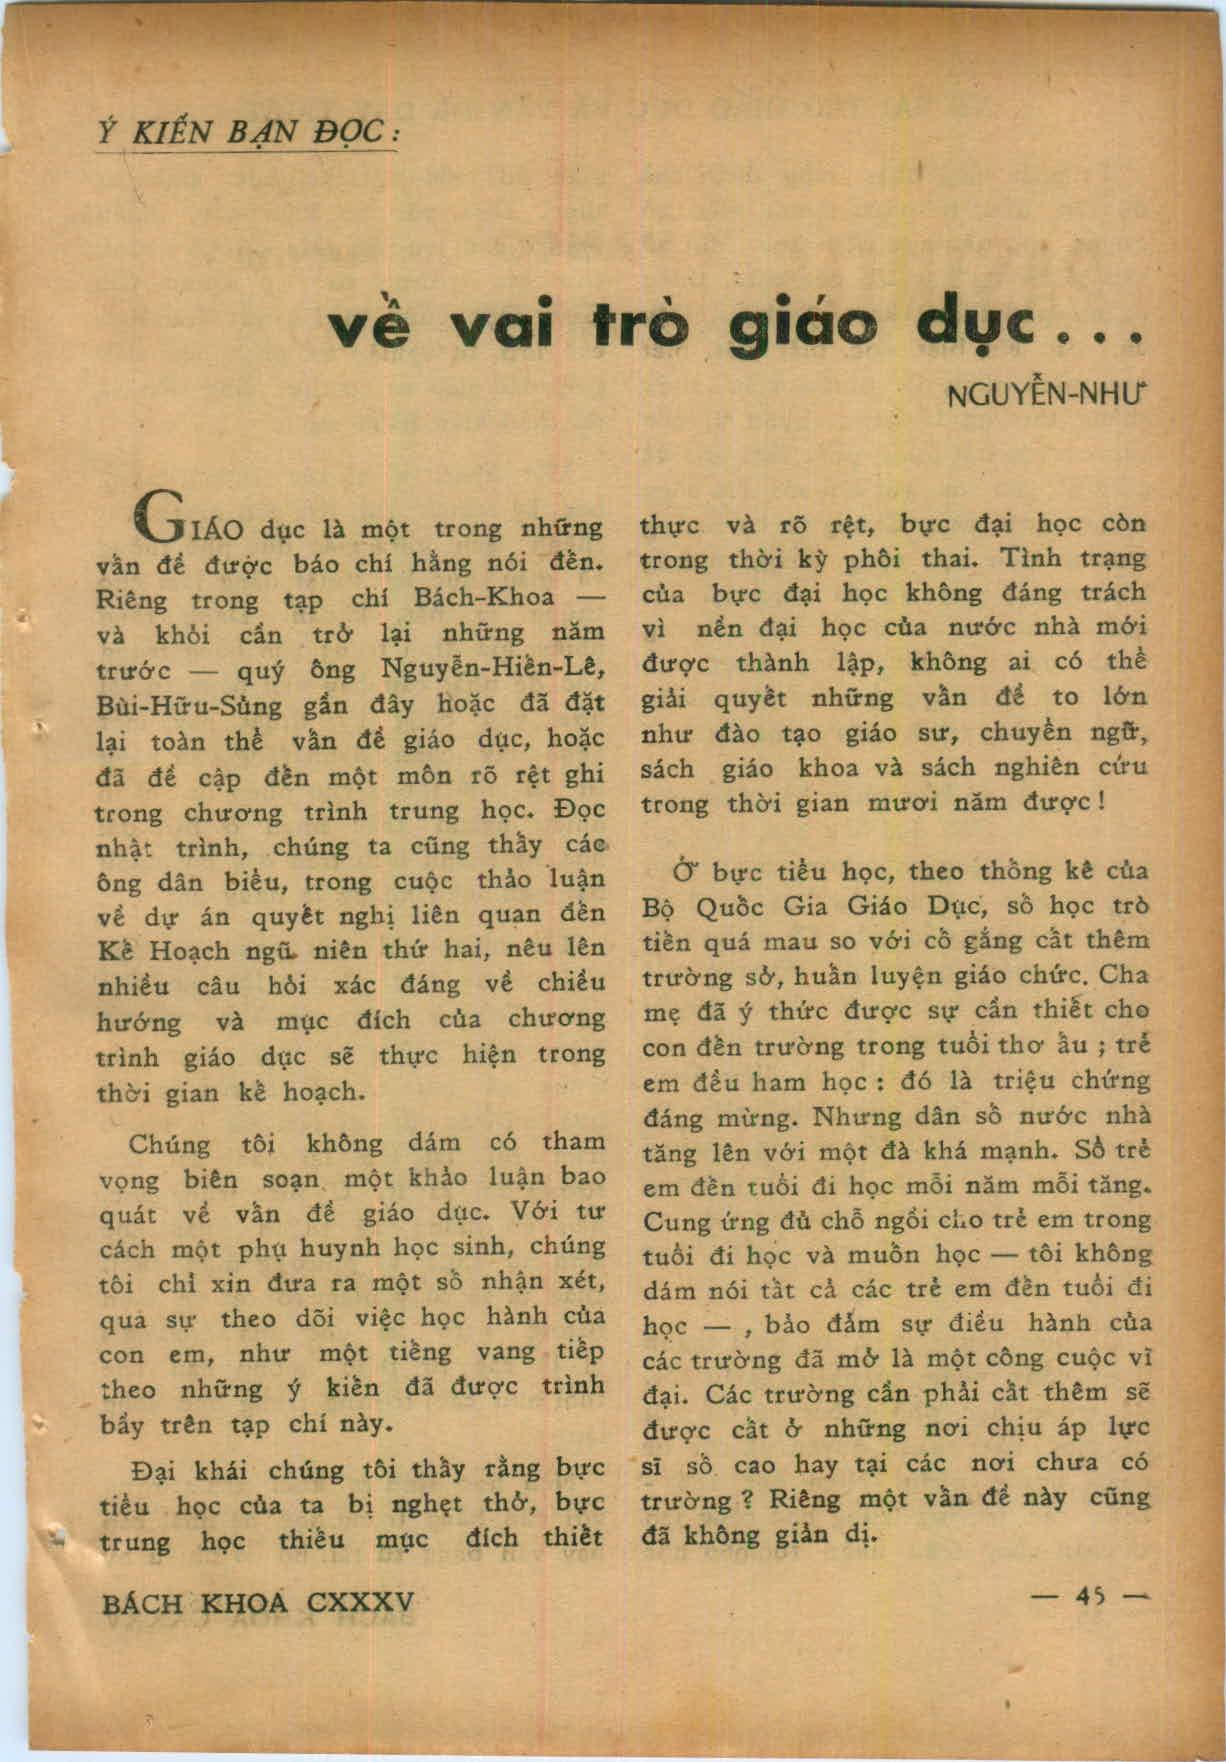 Ý KIẾN BẠN ĐỌC :
về vai trò giáo dục...
NGUYỄN-NHƯ
GIÁO dục là một trong những
vấn đề được báo chí hằng nói đến.
Riêng trong tạp chí Bách-Khoa —
và khỏi cần trở lại những năm
trước — quý ông Nguyễn-Hiến-Lê,
Bùi-Hữu-Sủng gần đây hoặc đã đặt
lại toàn thể vấn đề giáo dục, hoặc
đã đề cập đến một môn rõ rệt ghi
trong chương trình trung học. Đọc
nhật trình, chúng ta cũng thấy các
ông dân biểu, trong cuộc thảo luận
về dự án quyết nghị liên quan đến
Kế Hoạch ngũ niên thứ hai, nêu lên
nhiều câu hỏi xác đáng về chiều
hướng và mục đích của chương
trình giáo dục sẽ thực hiện trong
thời gian kế hoạch.
Chúng tôi không dám có tham
vọng biên soạn một khảo luận bao
quát về vấn đề giáo dục. Với tư
cách một phụ huynh học sinh, chúng
tôi chỉ xin đưa ra một số nhận xét,
qua sự theo dõi việc học hành của
con em, như một tiếng vang tiếp
theo những ý kiến đã được trình
bầy trên tạp chí này.
Đại khái chúng tôi thấy rằng bực
tiểu học của ta bị nghẹt thở, bực
trung học thiếu mục đích thiết
thực và rõ rệt, bực đại học còn
trong thời kỳ phôi thai. Tình trạng
của bực đại học không đáng trách
vì nền đại học của nước nhà mới
được thành lập, không ai có thể
giải quyết những vấn đề to lớn
như đào tạo giáo sư, chuyển ngữ,
sách giáo khoa và sách nghiên cứu
trong thời gian mươi năm được !
Ở bực tiểu học, theo thống kê của
Bộ Quốc Gia Giáo Dục, số học trò
tiến quá mau so với cố gắng cất thêm
trường sở, huấn luyện giáo chức. Cha
mẹ đã ý thức được sự cần thiết cho
con đến trường trong tuổi thơ ấu ; trẻ
em đều ham học : đó là triệu chứng
đáng mừng. Nhưng dân số nước nhà
tăng lên với một đà khá mạnh. Số trẻ
em đến tuổi đi học mỗi năm mỗi tăng.
Cung ứng đủ chỗ ngồi cho trẻ em trong
tuổi đi học và muốn học — tôi không
dám nói tất cả các trẻ em đến tuổi đi
học — , bảo đảm sự điều hành của
các trường đã mở là một công cuộc vĩ
đại. Các trường cần phải cất thêm sẽ
được cất ở những nơi chịu áp lực
sĩ số cao hay tại các nơi chưa có
trường ? Riêng một vấn đề này cũng
đã không giản dị.
BÁCH KHOA CXXXV
— 45 —